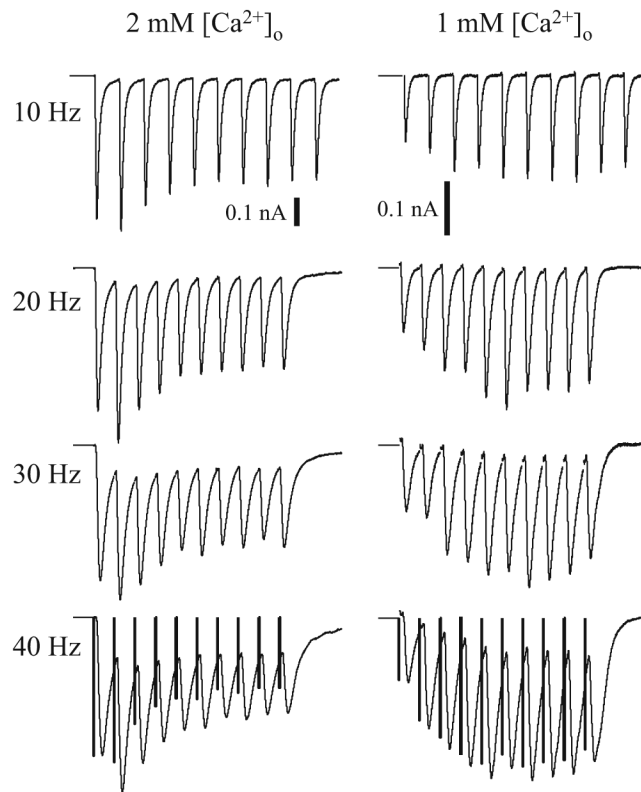 2 mM [Ca²⁺]ₒ 1 mM [Ca²⁺]ₒ
10 Hz
0.1 nA 0.1 nA
20 Hz
30 Hz
40 Hz